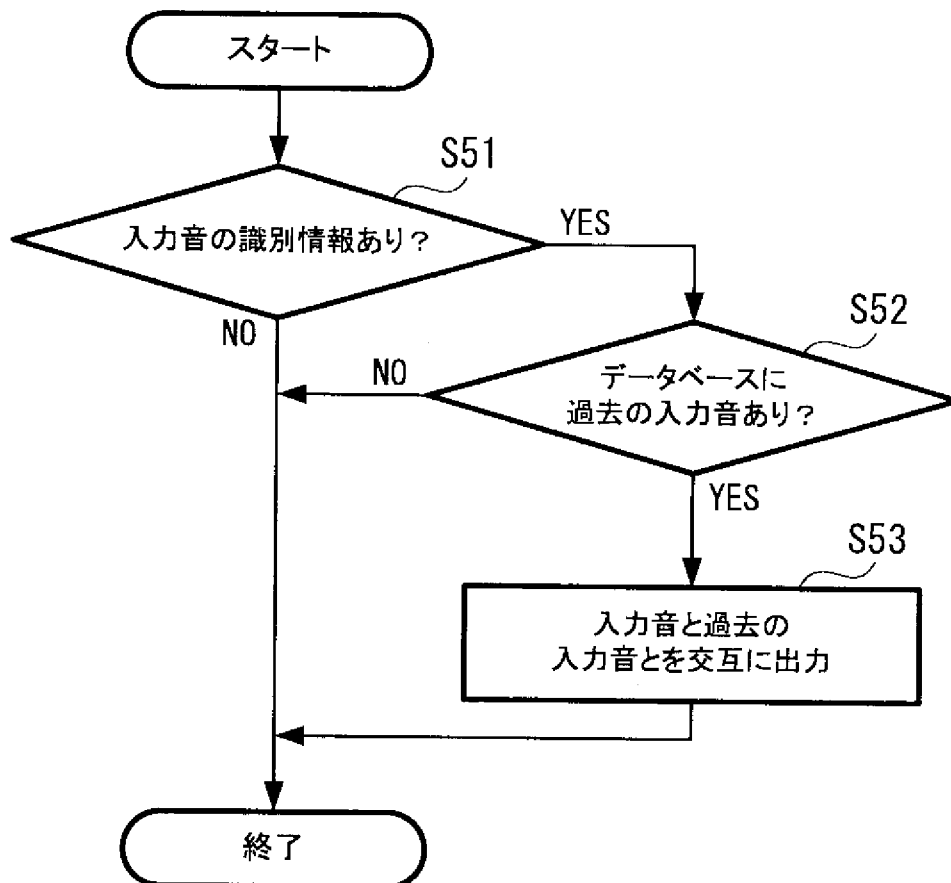 スタート
S51
入力音の識別情報あり?
YES
NO
S52
データベースに
過去の入力音あり?
NO
YES
S53
入力音と過去の
入力音とを交互に出力
終了